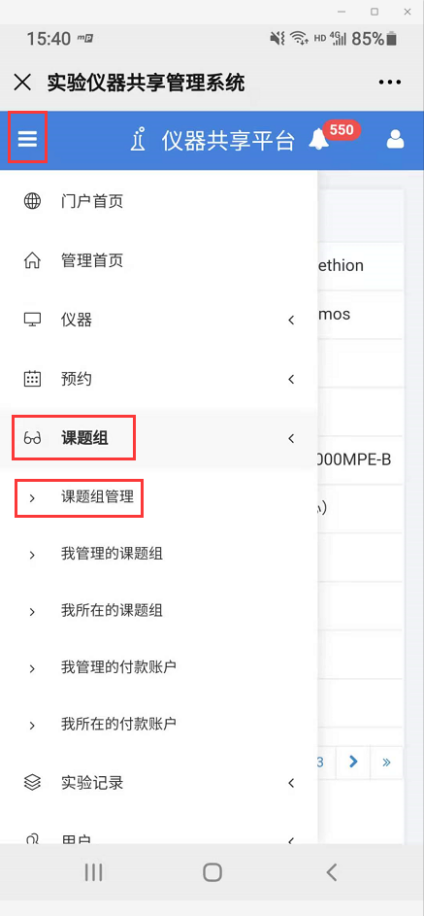 15:40
HD 4G 85%
实验仪器共享管理系统
仪器共享平台 550
门户首页
管理首页
ethion
仪器
mos
预约
课题组
000MPE-B
课题组管理
我管理的课题组
我所在的课题组
我管理的付款账户
我所在的付款账户
3 › »
实验记录
用户